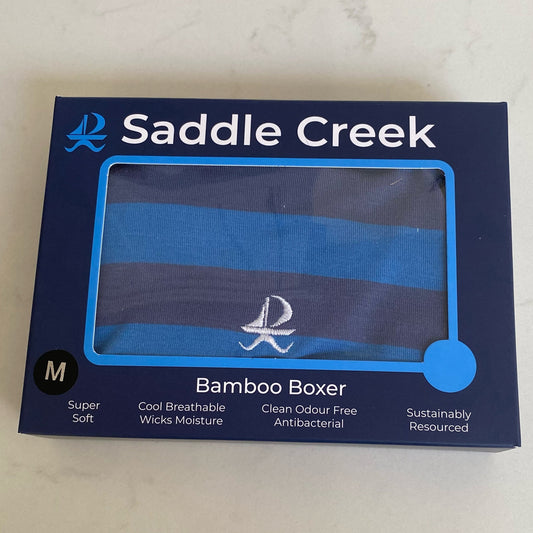 Saddle Creek
Bamboo Boxer
M
Super
Soft
Cool Breathable
Wicks Moisture
Clean Odour Free
Antibacterial
Sustainably
Resourced